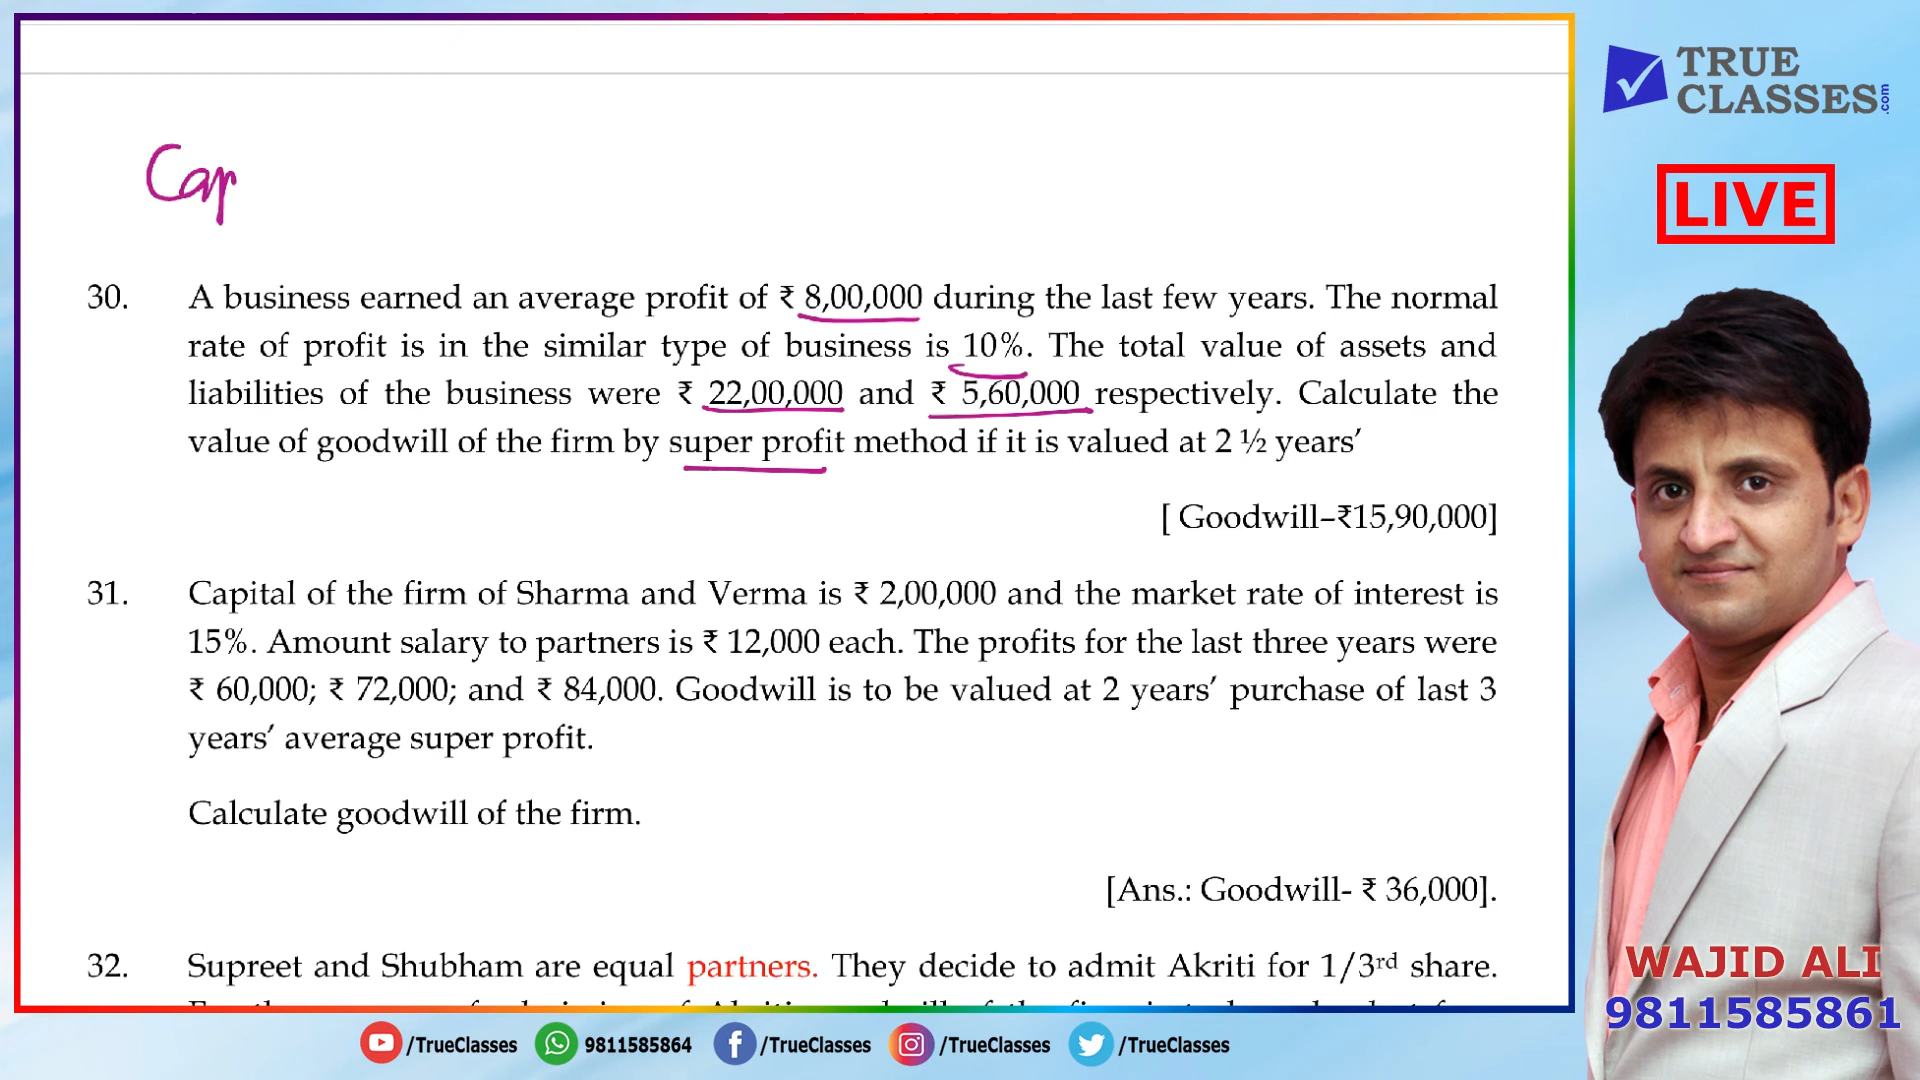 TRUE
CLASSES.com
LIVE
Cap
30. A business earned an average profit of ₹ 8,00,000 during the last few years. The normal
rate of profit is in the similar type of business is 10%. The total value of assets and
liabilities of the business were ₹ 22,00,000 and ₹ 5,60,000 respectively. Calculate the
value of goodwill of the firm by super profit method if it is valued at 2 ½ years’
[ Goodwill–₹15,90,000]
31. Capital of the firm of Sharma and Verma is ₹ 2,00,000 and the market rate of interest is
15%. Amount salary to partners is ₹ 12,000 each. The profits for the last three years were
₹ 60,000; ₹ 72,000; and ₹ 84,000. Goodwill is to be valued at 2 years’ purchase of last 3
years’ average super profit.
Calculate goodwill of the firm.
[Ans.: Goodwill- ₹ 36,000].
32. Supreet and Shubham are equal partners. They decide to admit Akriti for 1/3rd share.
WAJID ALI
9811585861
/TrueClasses 9811585864 /TrueClasses /TrueClasses /TrueClasses